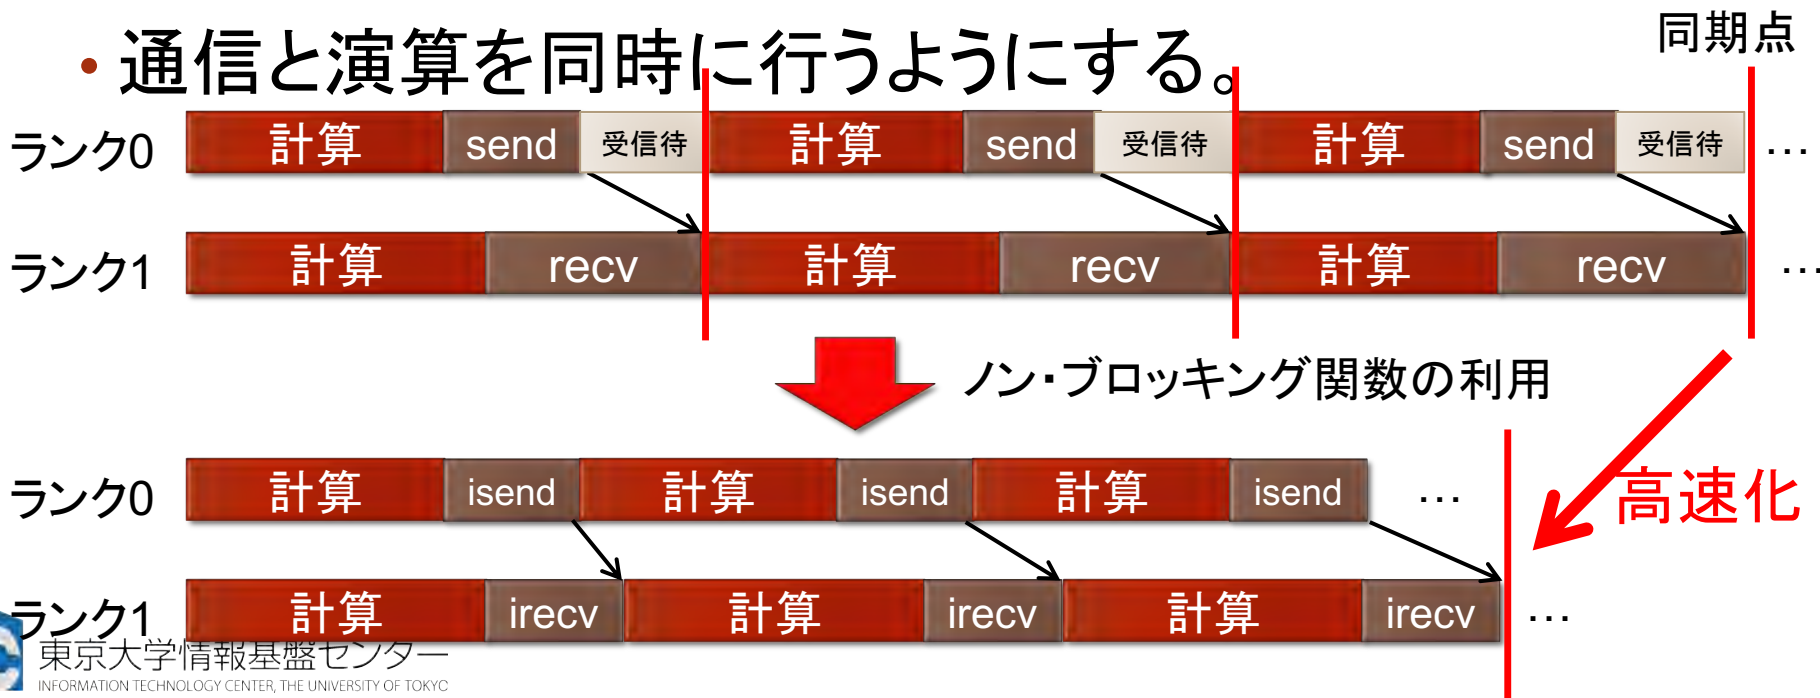 同期点
• 通信と演算を同時に行うようにする。
ランク0 計算 send 受信待 計算 send 受信待 計算 send 受信待 …
ランク1 計算 recv 計算 recv 計算 recv …
ノン・ブロッキング関数の利用
ランク0 計算 isend 計算 isend 計算 isend … 高速化
ランク1 計算 irecv 計算 irecv 計算 irecv …
東京大学情報基盤センター
INFORMATION TECHNOLOGY CENTER, THE UNIVERSITY OF TOKYO